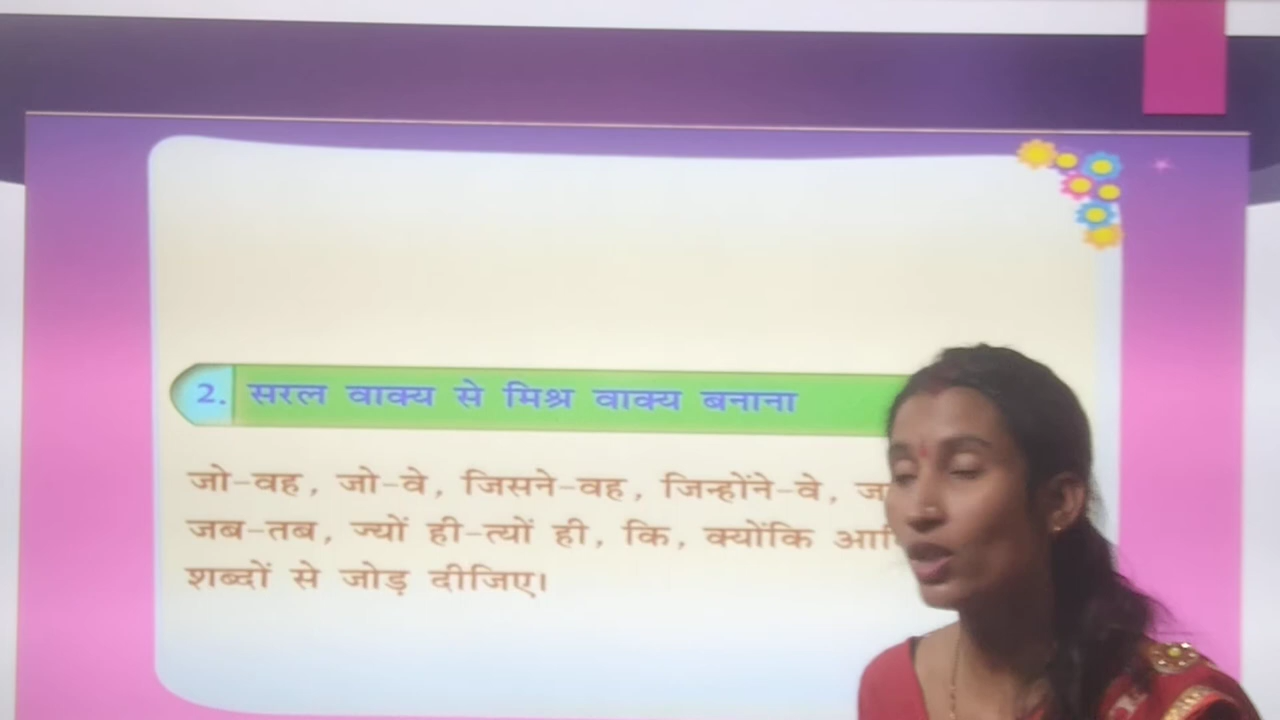 2. सरल वाक्य से मिश्र वाक्य बनाना
जो-वह, जो-वे, जिसने-वह, जिन्होंने-वे,
जब-तब, ज्यों ही-त्यों ही, कि, क्योंकि
शब्दों से जोड़ दीजिए।